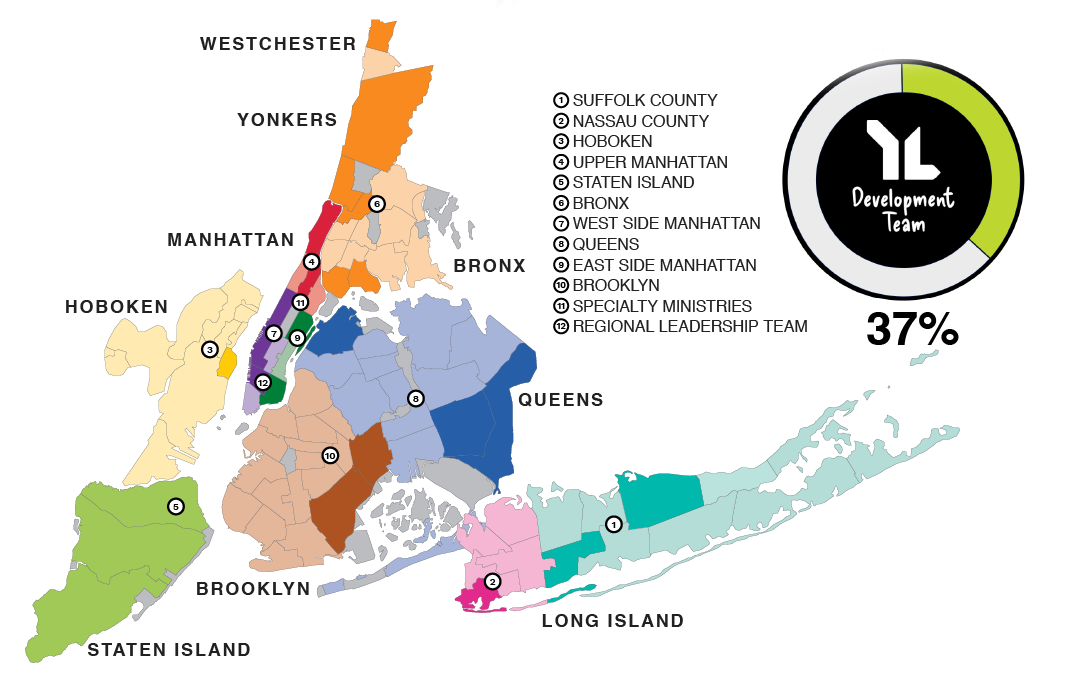 WESTCHESTER
YONKERS
MANHATTAN
BRONX
HOBOKEN
QUEENS
BROOKLYN
LONG ISLAND
STATEN ISLAND
6
4
11
7
9
3
12
8
10
5
1
2
1 SUFFOLK COUNTY
2 NASSAU COUNTY
3 HOBOKEN
4 UPPER MANHATTAN
5 STATEN ISLAND
6 BRONX
7 WEST SIDE MANHATTAN
8 QUEENS
9 EAST SIDE MANHATTAN
10 BROOKLYN
11 SPECIALTY MINISTRIES
12 REGIONAL LEADERSHIP TEAM
YL
Development
Team
37%